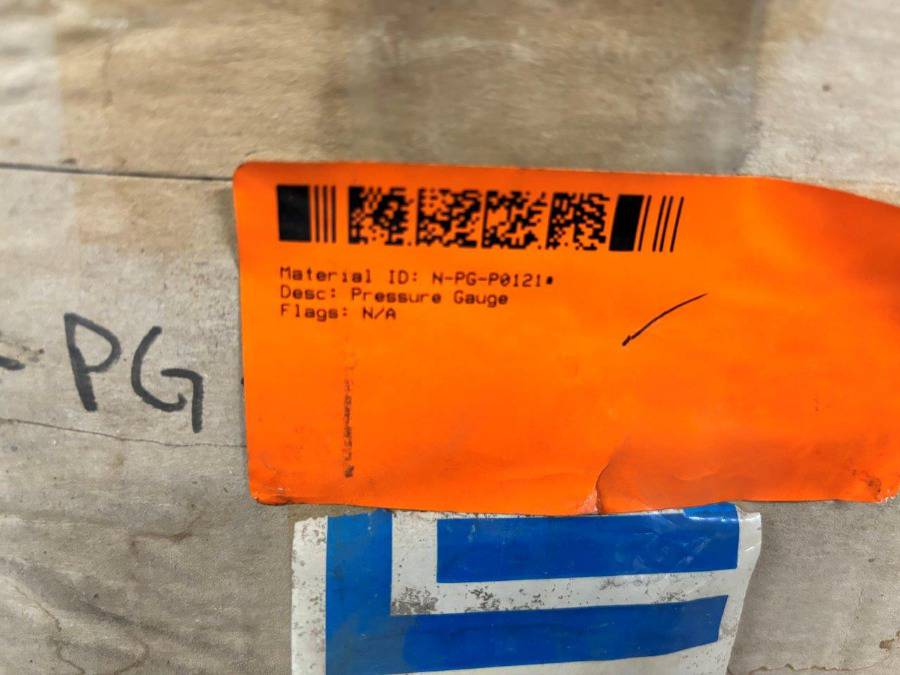 Material ID: N-PG-P0121*
Desc: Pressure Gauge
Flags: N/A
PG